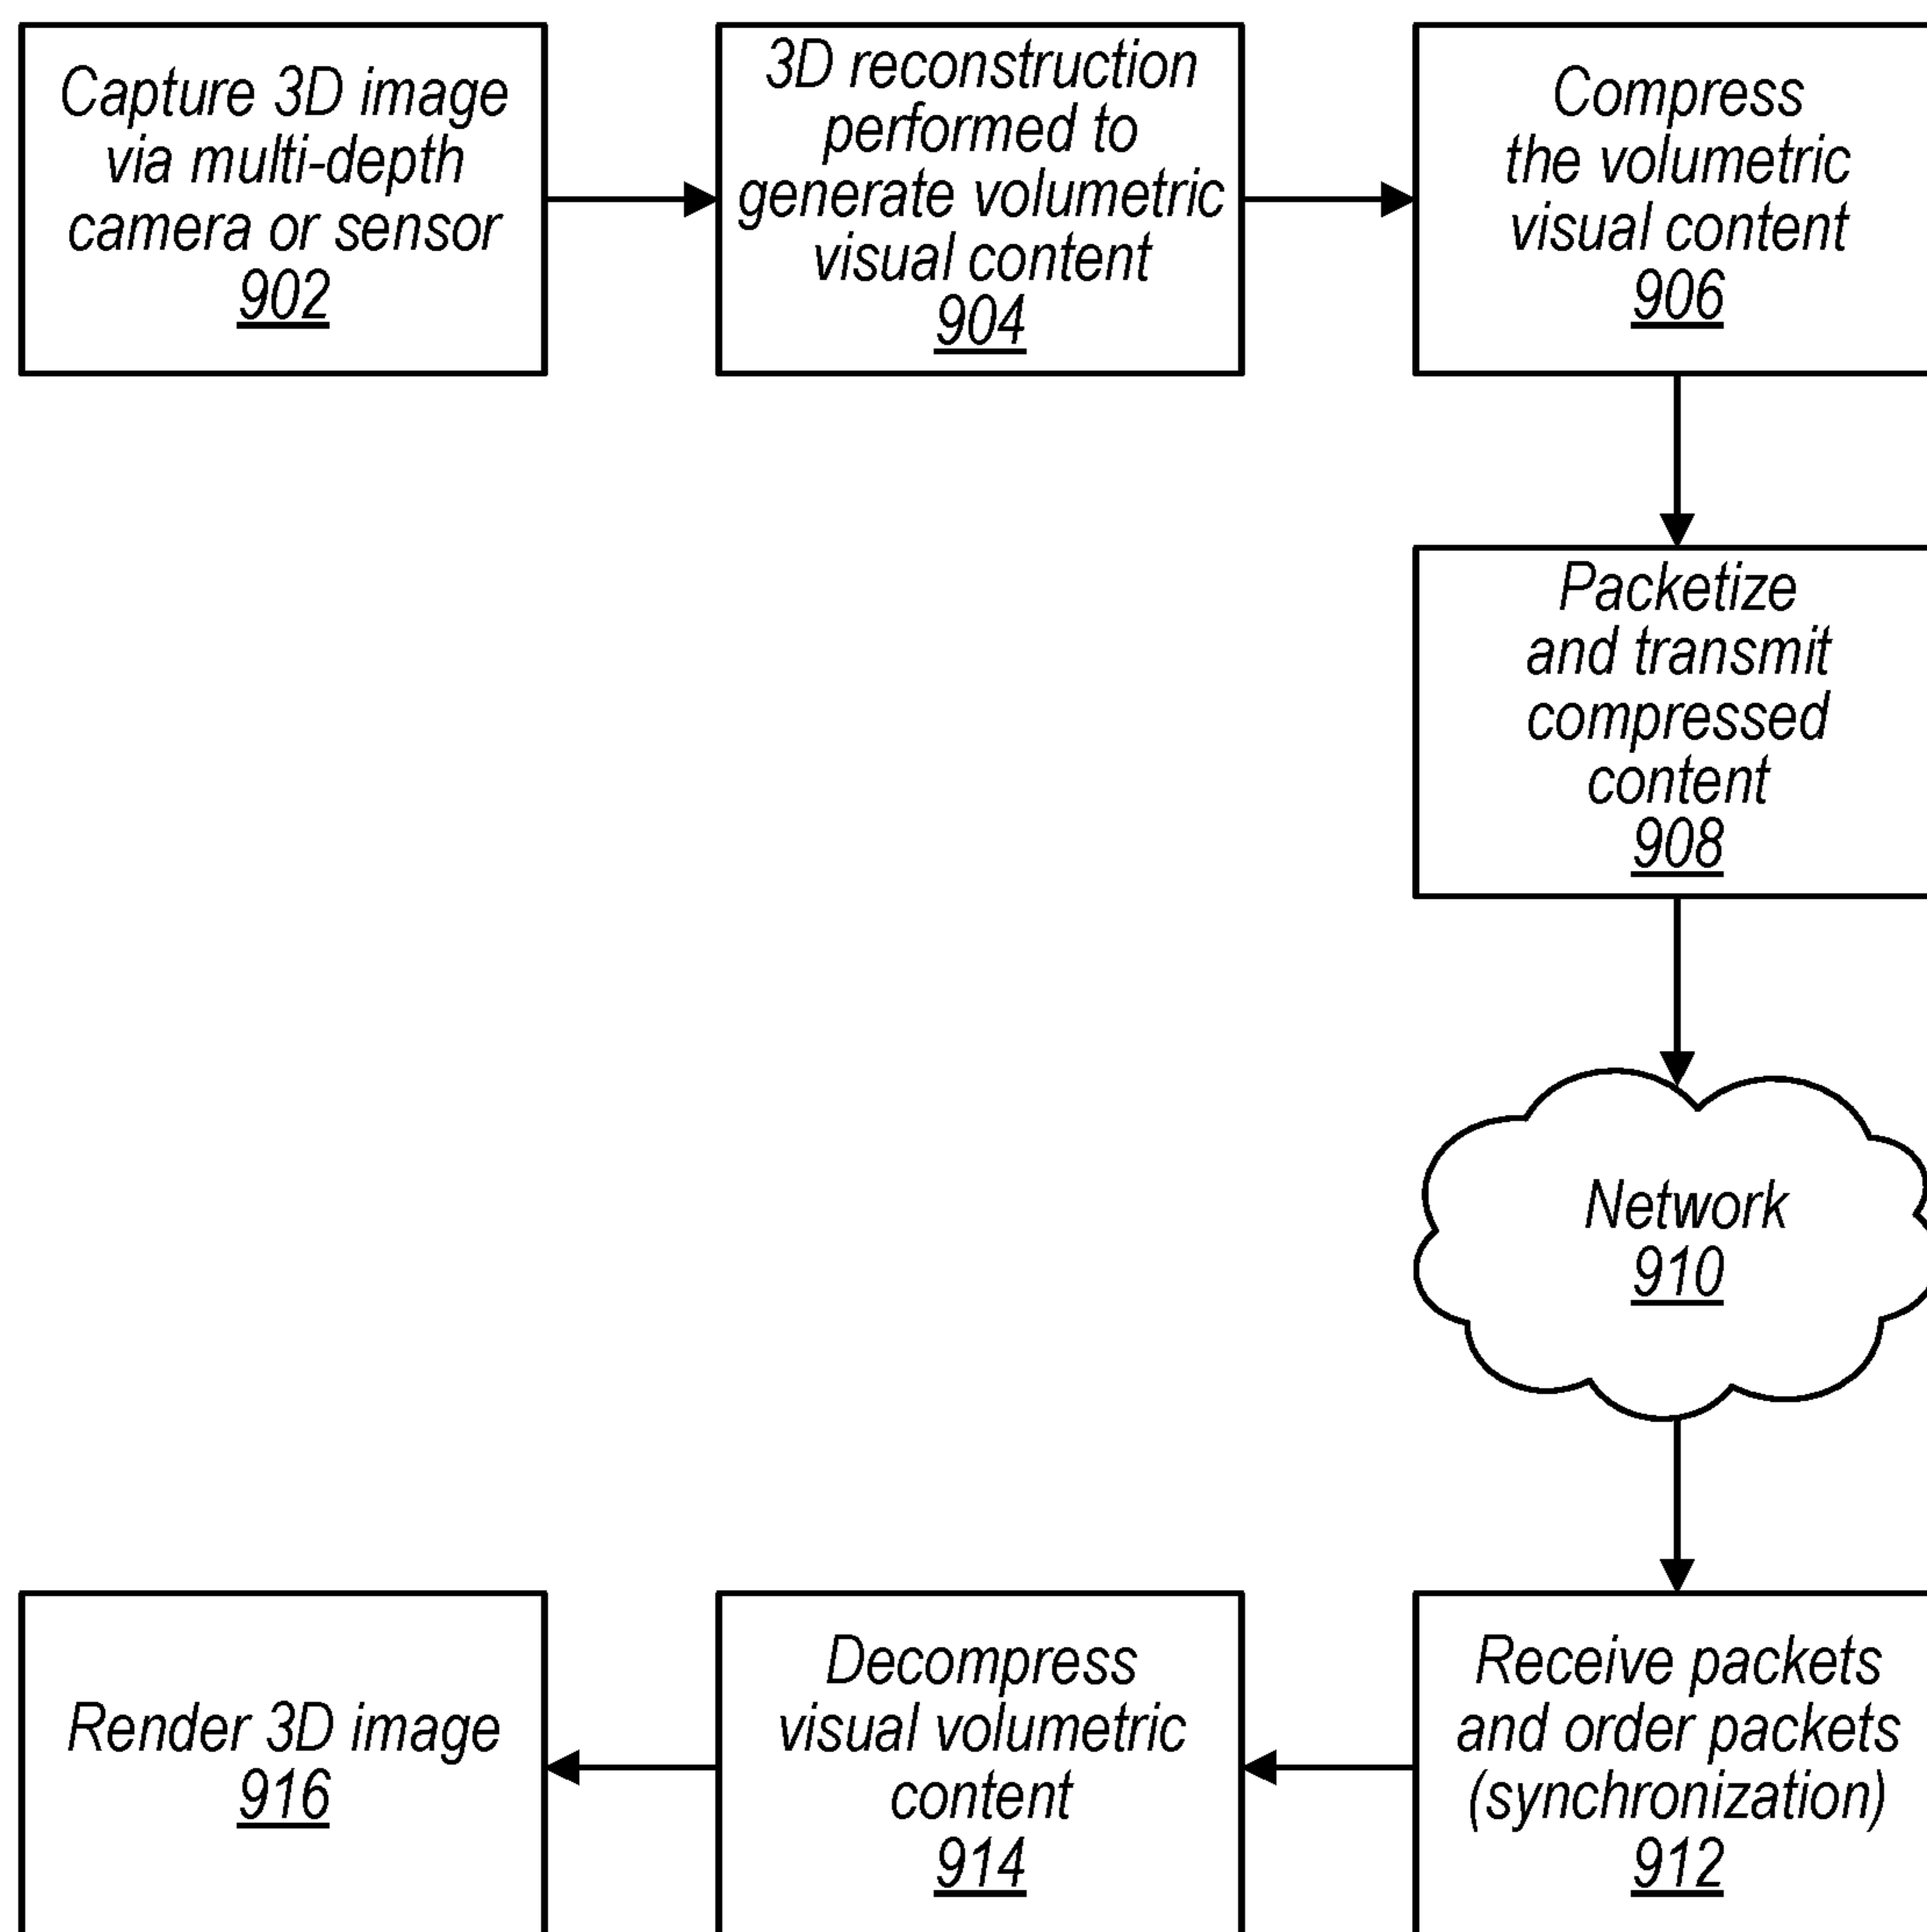 Capture 3D image
via multi-depth
camera or sensor
902
3D reconstruction
performed to
generate volumetric
visual content
904
Compress
the volumetric
visual content
906
Packetize
and transmit
compressed
content
908
Network
910
Receive packets
and order packets
(synchronization)
912
Decompress
visual volumetric
content
914
Render 3D image
916